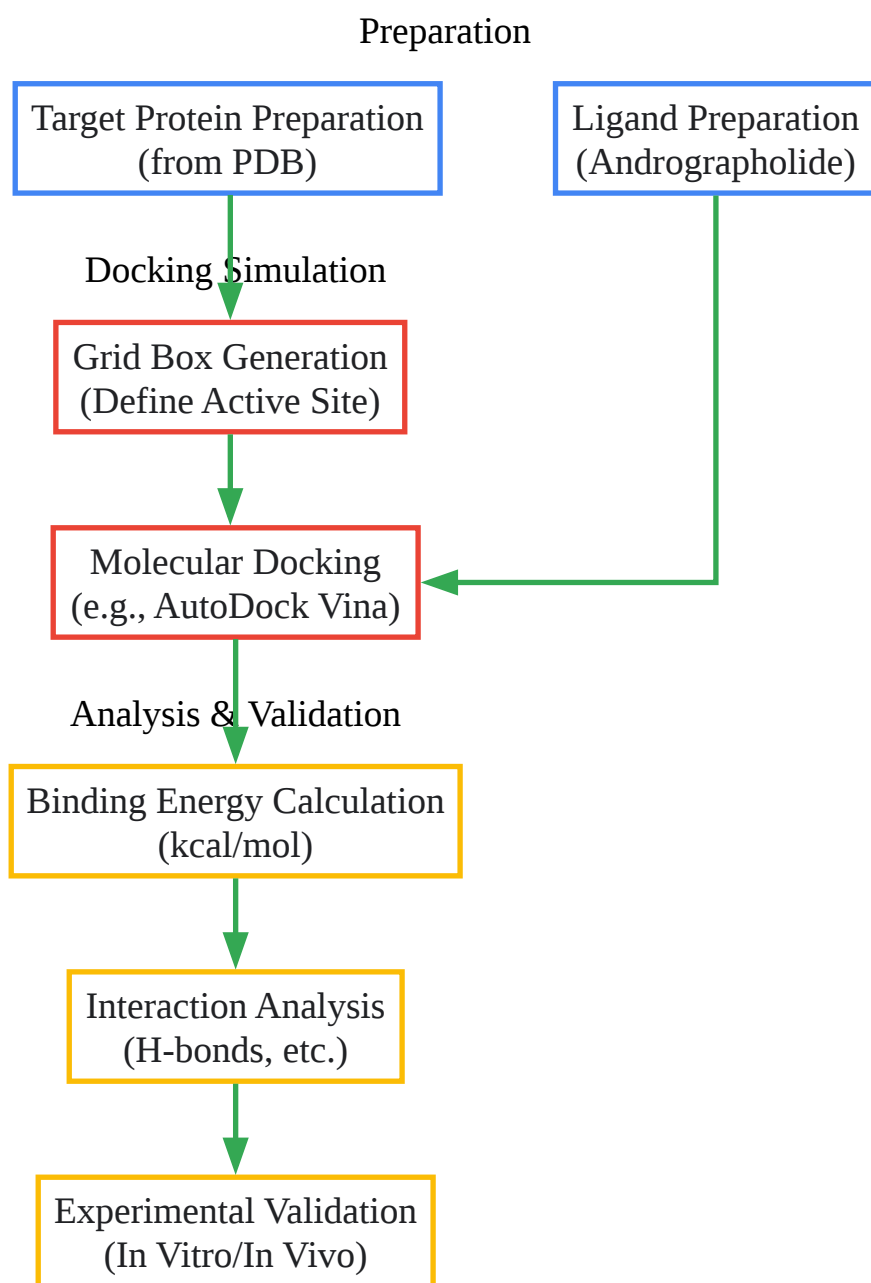 Preparation
Target Protein Preparation
(from PDB)
Ligand Preparation
(Andrographolide)
Docking Simulation
Grid Box Generation
(Define Active Site)
Molecular Docking
(e.g., AutoDock Vina)
Analysis & Validation
Binding Energy Calculation
(kcal/mol)
Interaction Analysis
(H-bonds, etc.)
Experimental Validation
(In Vitro/In Vivo)